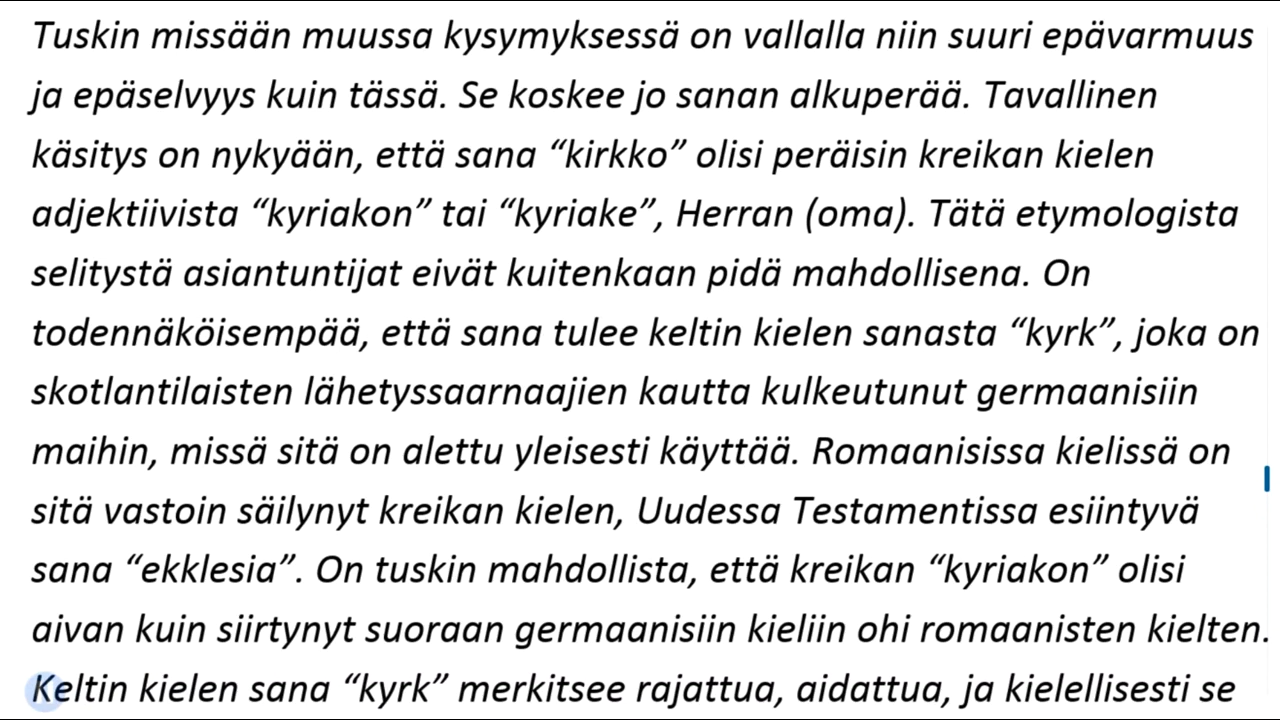 Tuskin missään muussa kysymyksessä on vallalla niin suuri epävarmuus
ja epäselvyys kuin tässä. Se koskee jo sanan alkuperää. Tavallinen
käsitys on nykyään, että sana “kirkko” olisi peräisin kreikan kielen
adjektiivista “kyriakon” tai “kyriake”, Herran (oma). Tätä etymologista
selitystä asiantuntijat eivät kuitenkaan pidä mahdollisena. On
todennäköisempää, että sana tulee keltin kielen sanasta “kyrk”, joka on
skotlantilaisten lähetyssaarnaajien kautta kulkeutunut germaanisiin
maihin, missä sitä on alettu yleisesti käyttää. Romaanisissa kielissä on
sitä vastoin säilynyt kreikan kielen, Uudessa Testamentissa esiintyvä
sana “ekklesia”. On tuskin mahdollista, että kreikan “kyriakon” olisi
aivan kuin siirtynyt suoraan germaanisiin kieliin ohi romaanisten kielten.
Keltin kielen sana “kyrk” merkitsee rajattua, aidattua, ja kielellisesti se